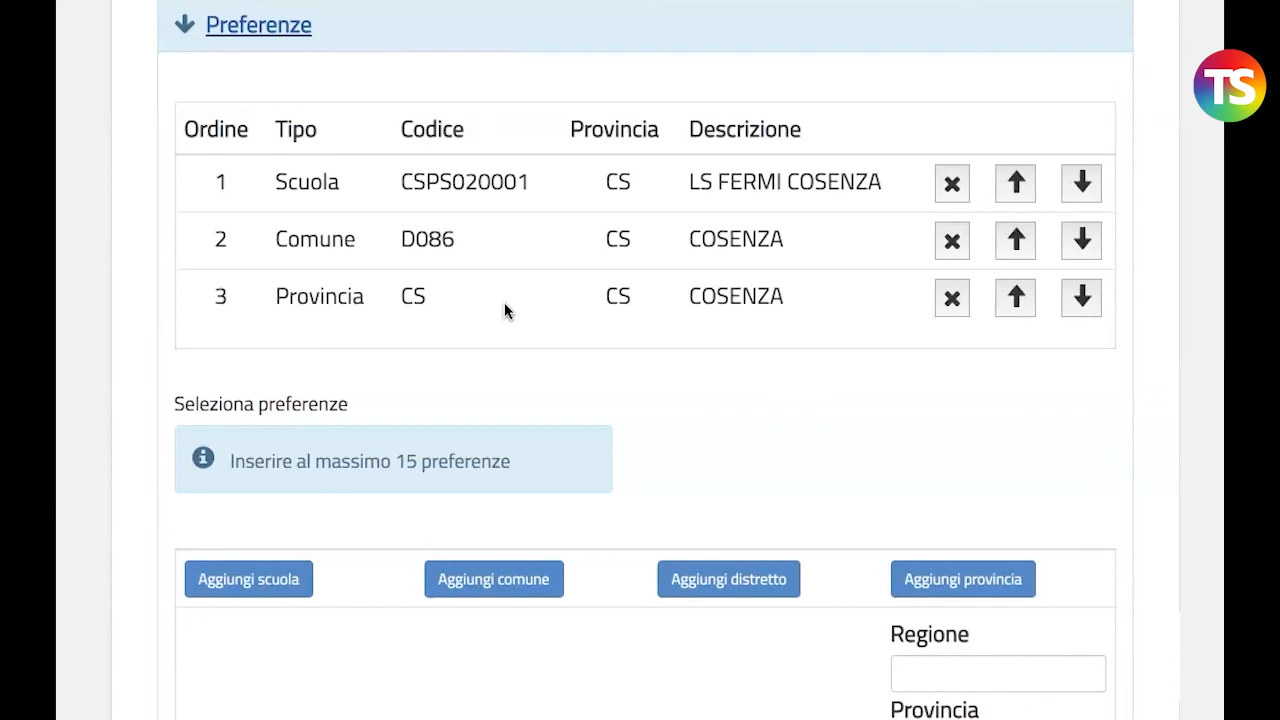 Preferenze
TS
Ordine Tipo Codice Provincia Descrizione
1 Scuola CSPS020001 CS LS FERMI COSENZA
2 Comune D086 CS COSENZA
3 Provincia CS CS COSENZA
Seleziona preferenze
Inserire al massimo 15 preferenze
Aggiungi scuola Aggiungi comune Aggiungi distretto Aggiungi provincia
Regione
Provincia